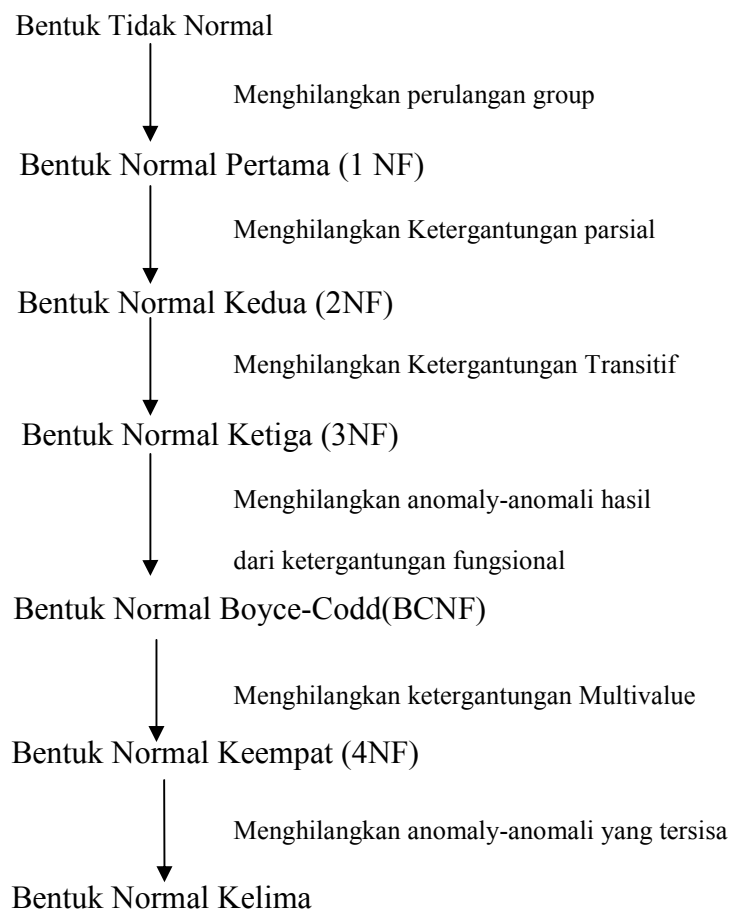 Bentuk Tidak Normal
Menghilangkan perulangan group
Bentuk Normal Pertama (1 NF)
Menghilangkan Ketergantungan parsial
Bentuk Normal Kedua (2NF)
Menghilangkan Ketergantungan Transitif
Bentuk Normal Ketiga (3NF)
Menghilangkan anomaly-anomali hasil
dari ketergantungan fungsional
Bentuk Normal Boyce-Codd(BCNF)
Menghilangkan ketergantungan Multivalue
Bentuk Normal Keempat (4NF)
Menghilangkan anomaly-anomali yang tersisa
Bentuk Normal Kelima